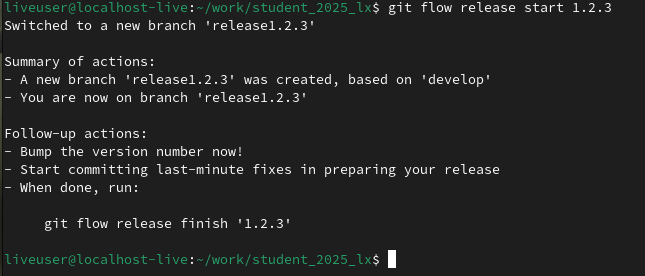 liveuser@localhost-live:~/work/student_2025_lx$ git flow release start 1.2.3
Switched to a new branch 'release1.2.3'

Summary of actions:
- A new branch 'release1.2.3' was created, based on 'develop'
- You are now on branch 'release1.2.3'

Follow-up actions:
- Bump the version number now!
- Start committing last-minute fixes in preparing your release
- When done, run:

     git flow release finish '1.2.3'

liveuser@localhost-live:~/work/student_2025_lx$